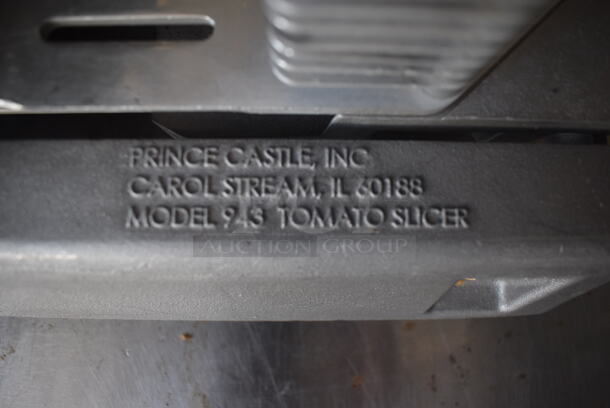 PRINCE CASTLE, INC
CAROL STREAM, IL 60188
MODEL 943 TOMATO SLICER
AUCTION GROUP